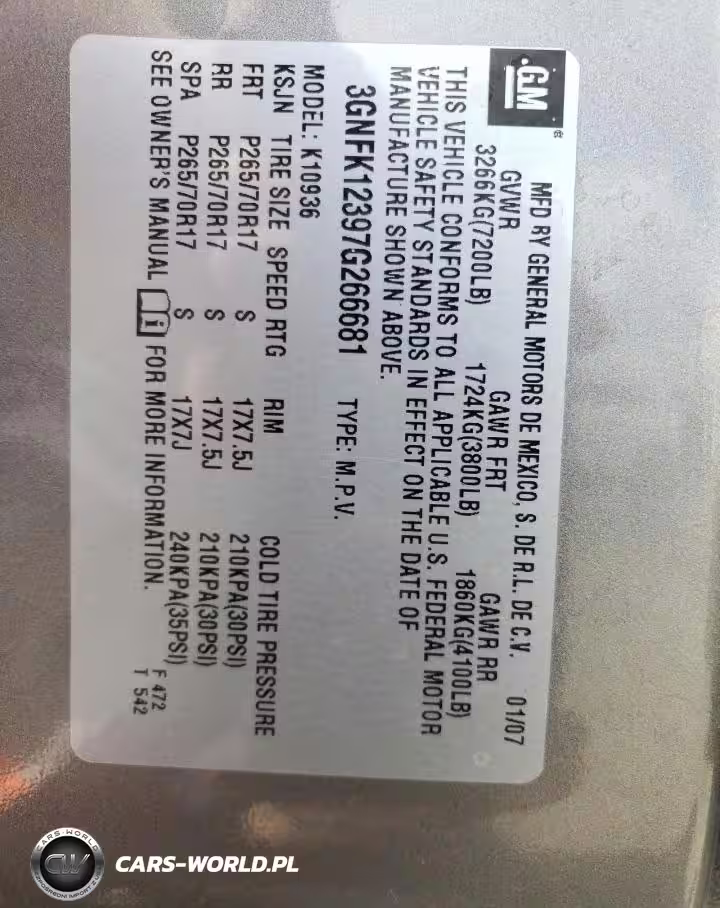 GM®
MFD BY GENERAL MOTORS DE MEXICO, S. DE R.L. DE C.V. 01/07
GVWR GAWR FRT GAWR RR
3266KG(7200LB) 1724KG(3800LB) 1860KG(4100LB)
THIS VEHICLE CONFORMS TO ALL APPLICABLE U.S. FEDERAL MOTOR
VEHICLE SAFETY STANDARDS IN EFFECT ON THE DATE OF
MANUFACTURE SHOWN ABOVE.
3GNFK12397G266681 TYPE: M.P.V.
MODEL: K10936
KSJN TIRE SIZE SPEED RTG RIM COLD TIRE PRESSURE
FRT P265/70R17 S 17X7.5J 210KPA(30PSI)
RR P265/70R17 S 17X7.5J 210KPA(30PSI)
SPA P265/70R17 S 17X7J 240KPA(35PSI)
SEE OWNER'S MANUAL FOR MORE INFORMATION.
F 472
T 542
CARS-WORLD
CW
CARS-WORLD.PL